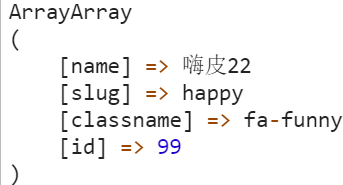 ArrayArray
(
    [name] => 嗨皮22
    [slug] => happy
    [classname] => fa-funny
    [id] => 99
)